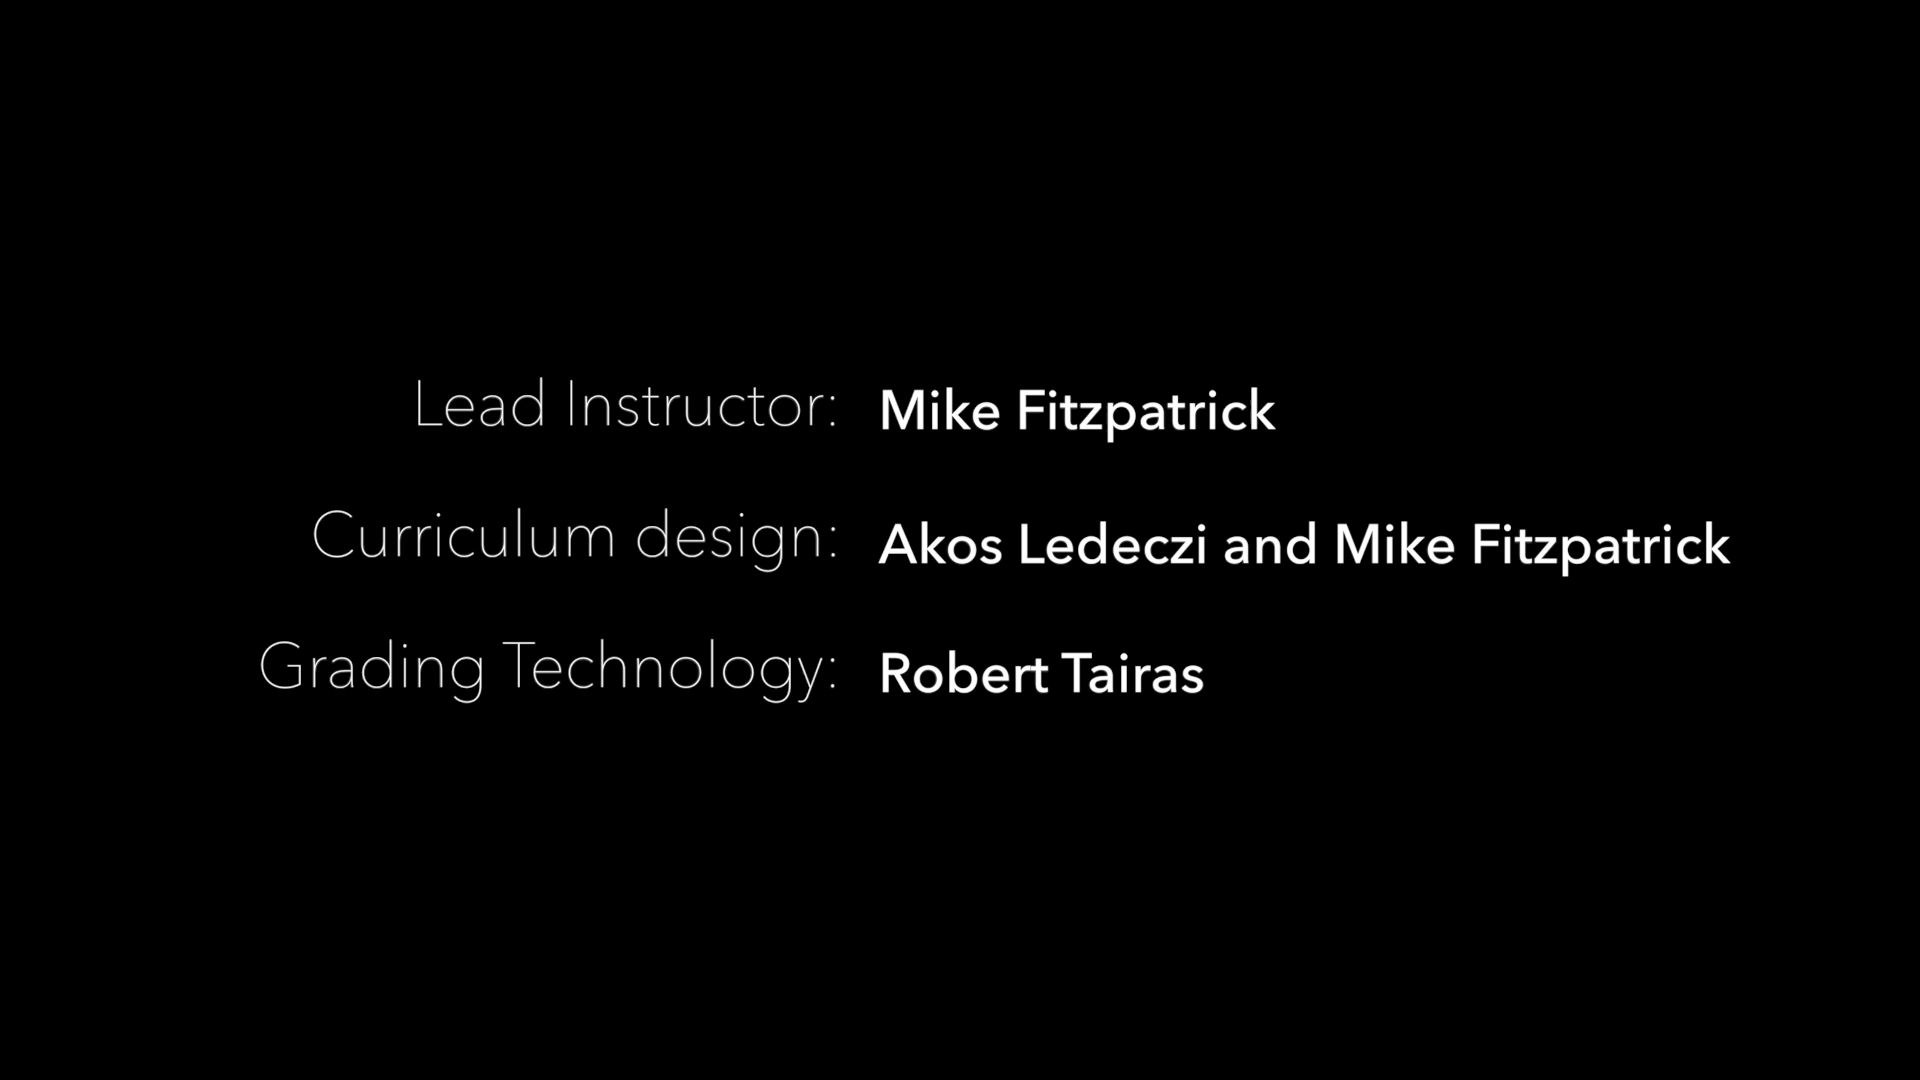 Lead Instructor: Mike Fitzpatrick
Curriculum design: Akos Ledeczi and Mike Fitzpatrick
Grading Technology: Robert Tairas